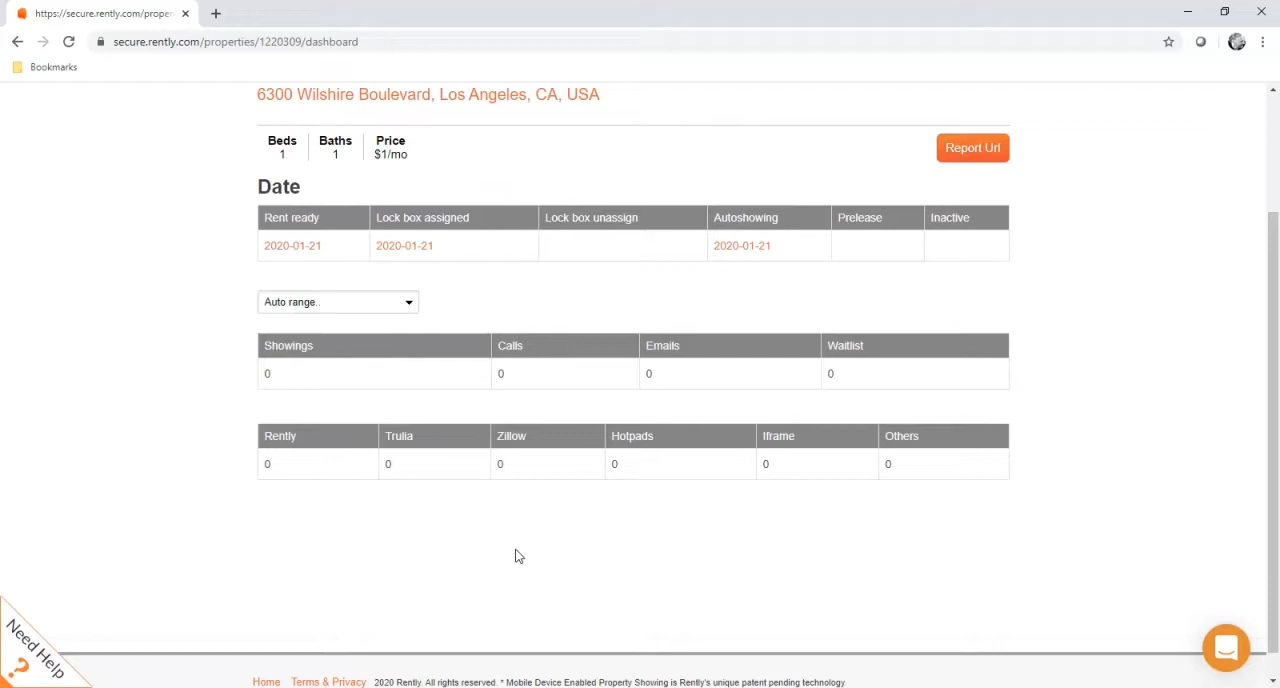 https://secure.rently.com/proper
secure.rently.com/properties/1220309/dashboard
Bookmarks
6300 Wilshire Boulevard, Los Angeles, CA, USA
Beds Baths Price
1 1 $1/mo
Report Url
Date
Rent ready Lock box assigned Lock box unassign Autoshowing Prelease Inactive
2020-01-21 2020-01-21 2020-01-21
Auto range..
Showings Calls Emails Waitlist
0 0 0 0
Rently Trulia Zillow Hotpads Iframe Others
0 0 0 0 0 0
Need Help
?
Home Terms & Privacy 2020 Rently. All rights reserved. * Mobile Device Enabled Property Showing is Rently's unique patent pending technology.